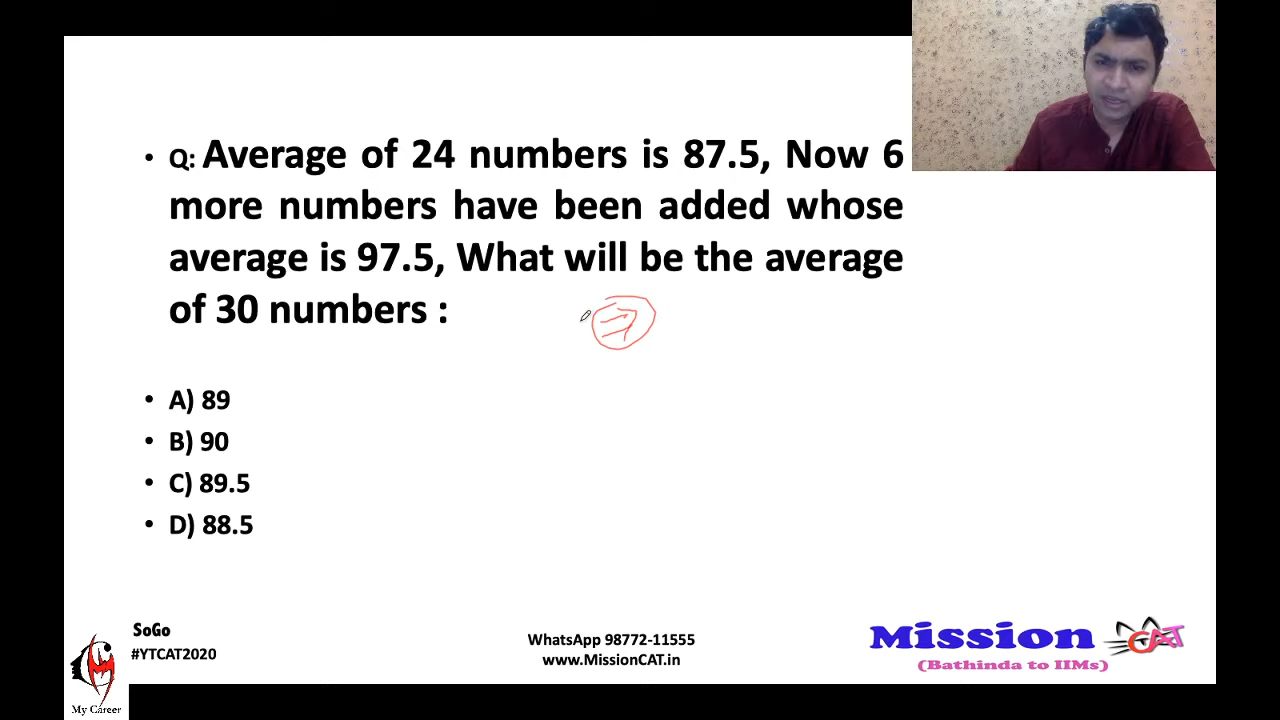 • Q: Average of 24 numbers is 87.5, Now 6
more numbers have been added whose
average is 97.5, What will be the average
of 30 numbers :
• A) 89
• B) 90
• C) 89.5
• D) 88.5
SoGo
#YTCAT2020
My Career
WhatsApp 98772-11555
www.MissionCAT.in
Mission CAT
(Bathinda to IIMs)